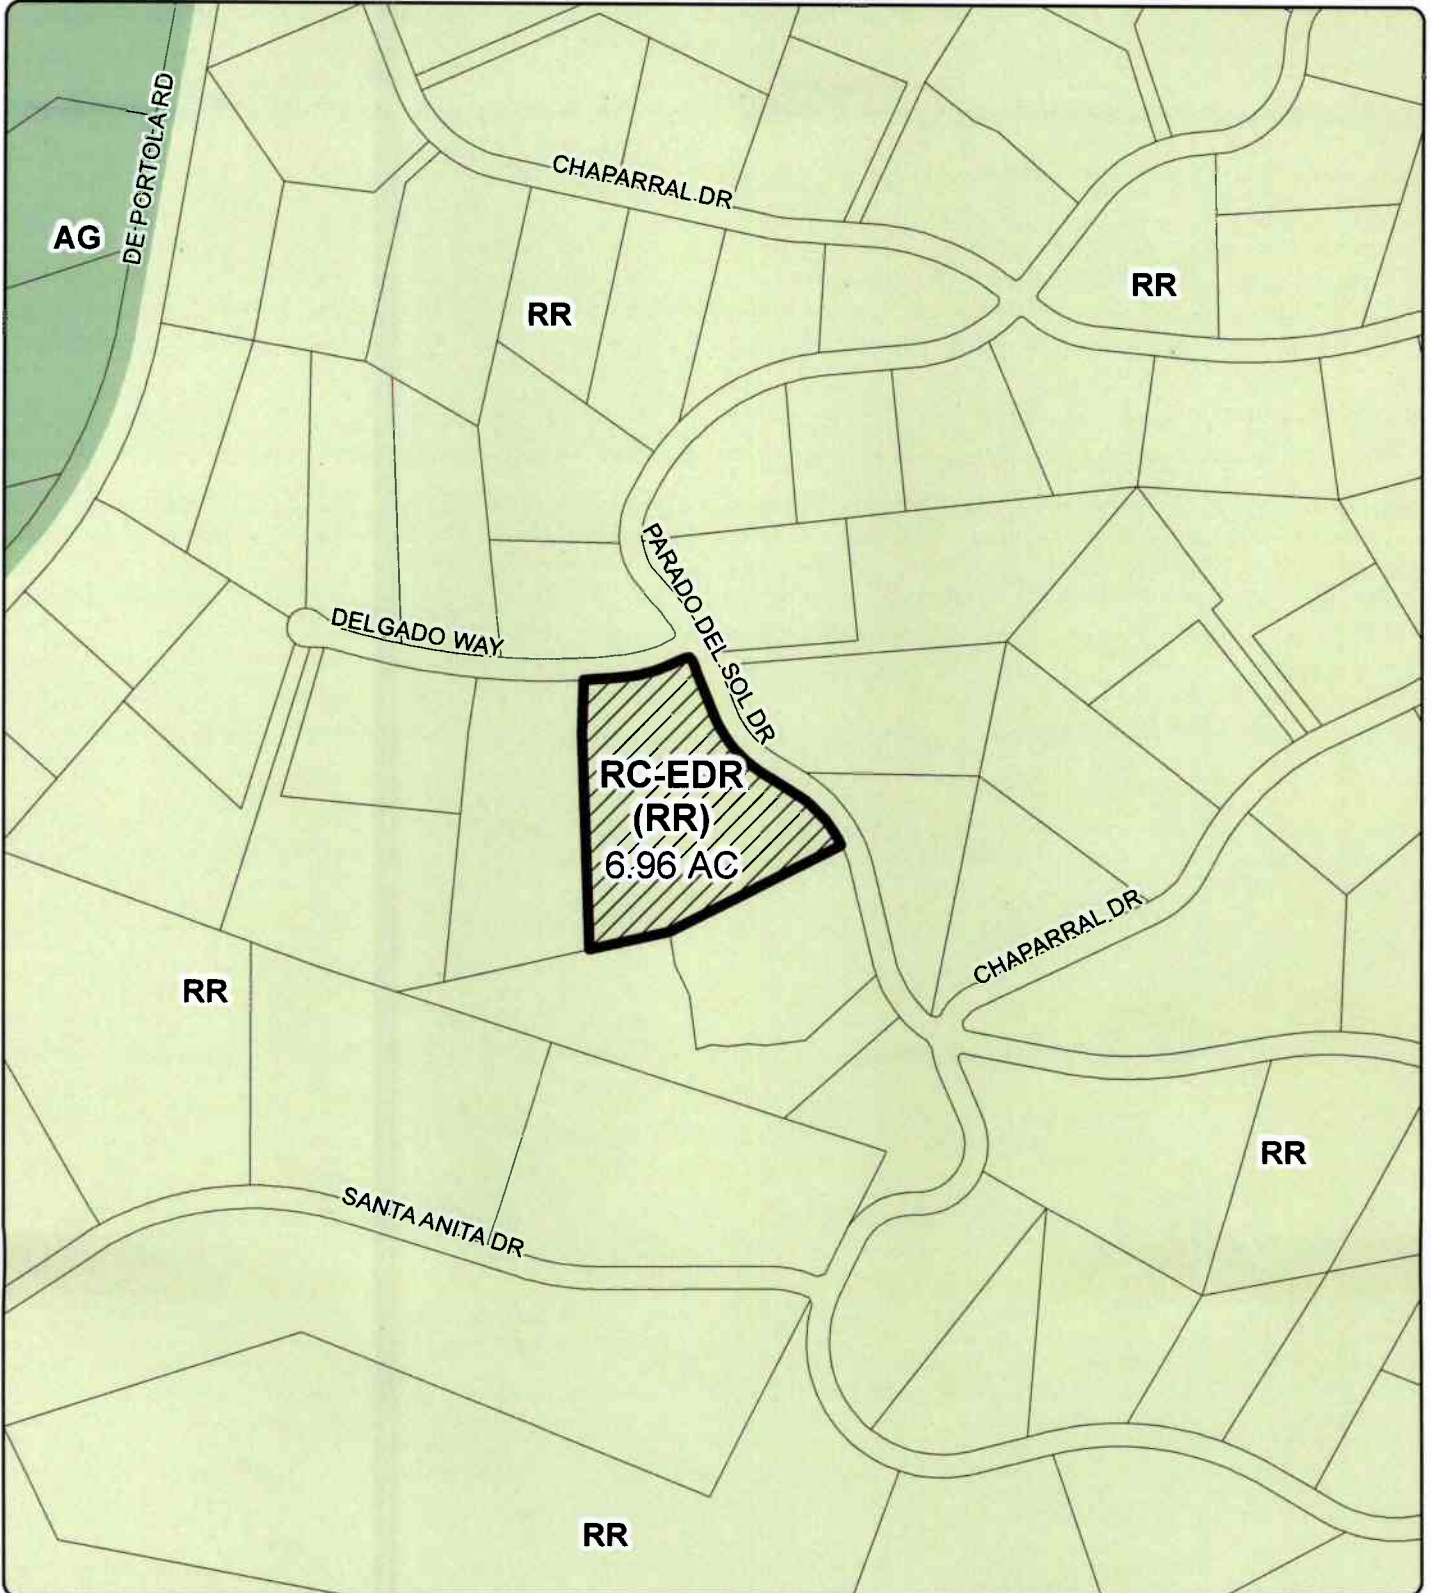 DE PORTOLA RD
CHAPARRAL DR
AG
RR
RR
PARADO DEL SOL DR
DELGADO WAY
RC-EDR
(RR)
6.96 AC
CHAPARRAL DR
RR
RR
SANTA ANITA DR
RR